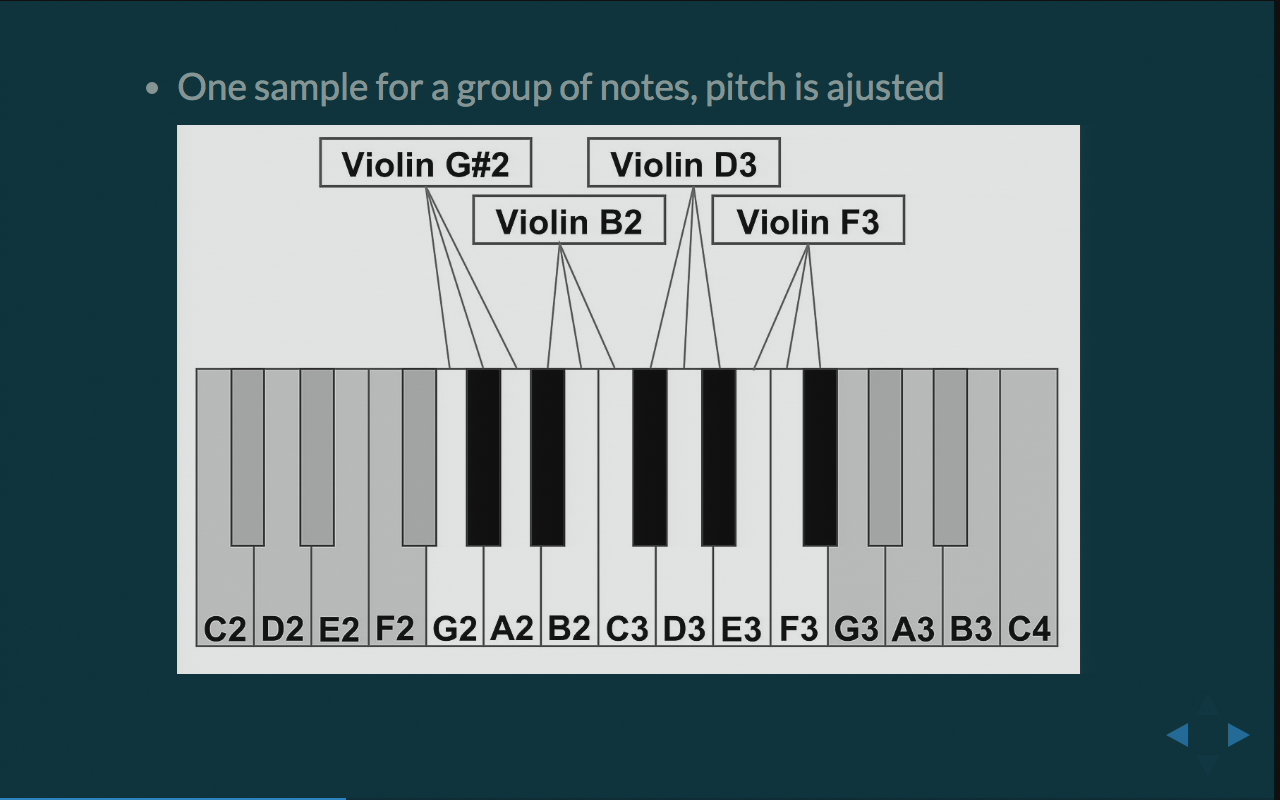 One sample for a group of notes, pitch is ajusted
Violin G#2
Violin D3
Violin B2
Violin F3
C2 D2 E2 F2 G2 A2 B2 C3 D3 E3 F3 G3 A3 B3 C4